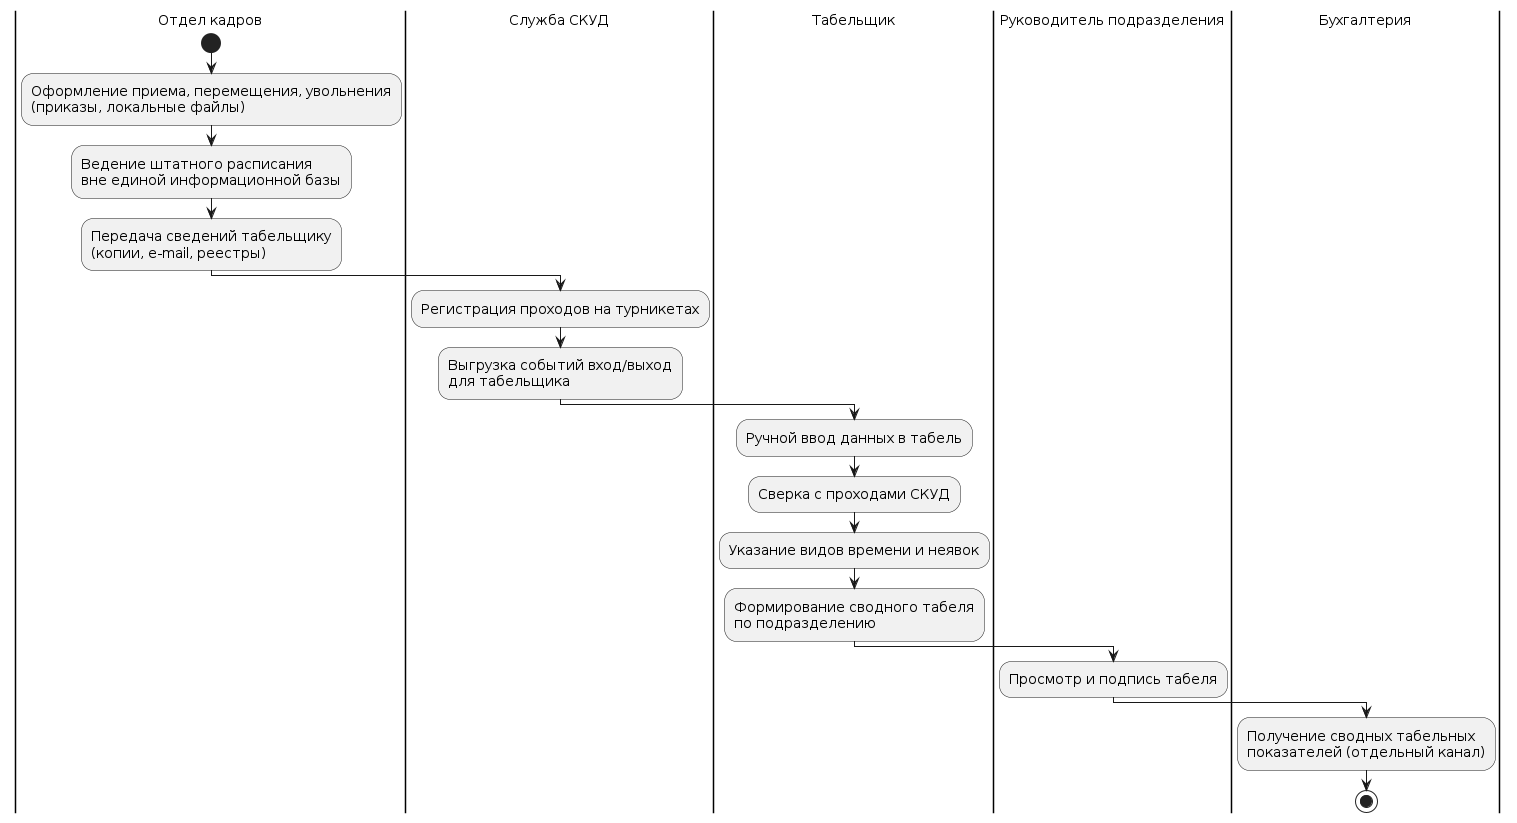 Отдел кадров
Служба СКУД
Табельщик
Руководитель подразделения
Бухгалтерия
Оформление приема, перемещения, увольнения
(приказы, локальные файлы)
Ведение штатного расписания
вне единой информационной базы
Передача сведений табельщику
(копии, e-mail, реестры)
Регистрация проходов на турникетах
Выгрузка событий вход/выход
для табельщика
Ручной ввод данных в табель
Сверка с проходами СКУД
Указание видов времени и неявок
Формирование сводного табеля
по подразделению
Просмотр и подпись табеля
Получение сводных табельных
показателей (отдельный канал)